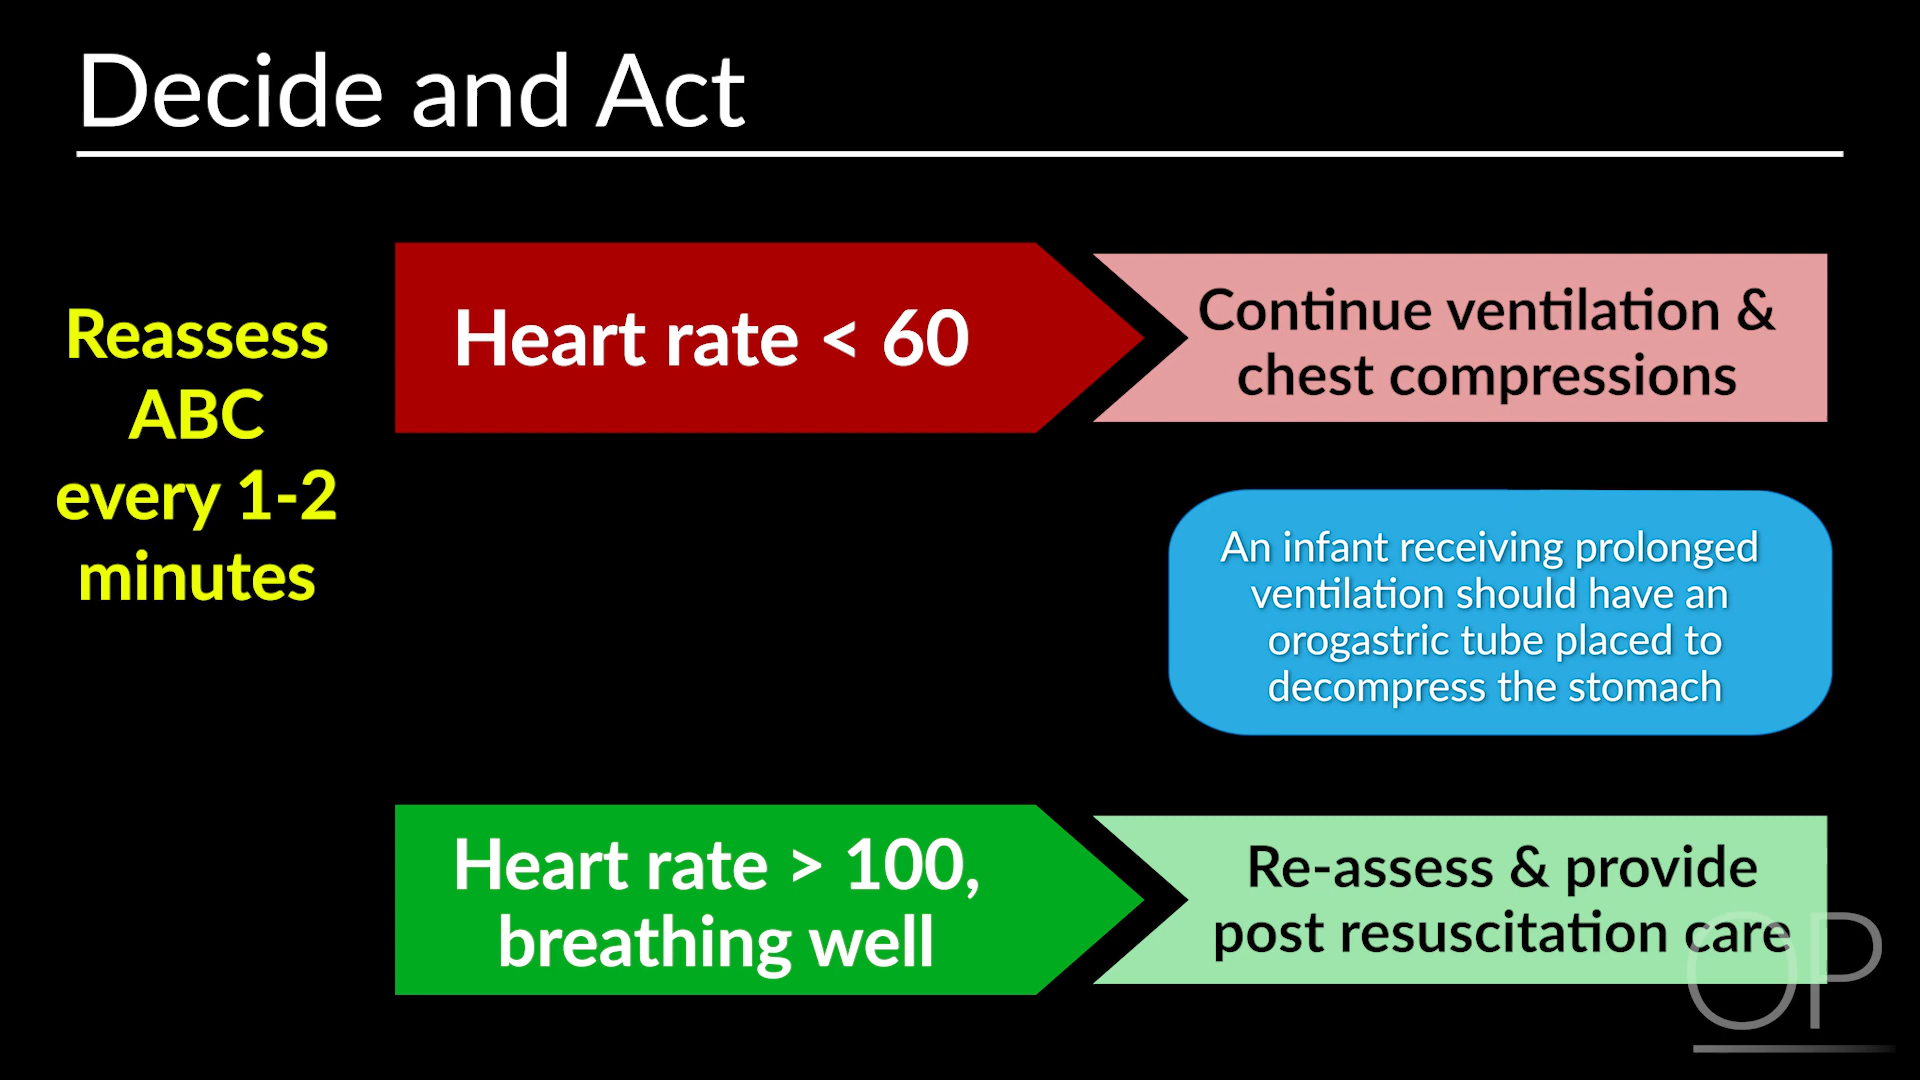 Decide and Act
Reassess
ABC
every 1-2
minutes
Heart rate < 60
Continue ventilation &
chest compressions
An infant receiving prolonged
ventilation should have an
orogastric tube placed to
decompress the stomach
Heart rate > 100,
breathing well
Re-assess & provide
post resuscitation care
OP